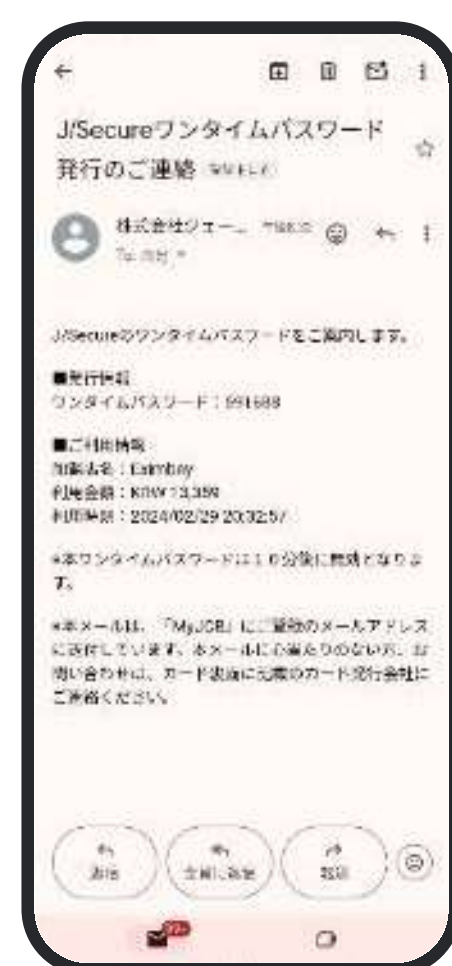 J/Secureワンタイムパスワード
発行のご連絡
株式会社ジェー...
To 自分
J/Secureのワンタイムパスワードをご案内します。
■発行情報
ワンタイムパスワード:691688
■ご利用情報
加盟店名:Eximbay
利用金額:KRW 13,359
利用時間:2024/02/29 20:32:57
*本ワンタイムパスワードは10分後に無効となりま
す。
*本メールは、「MyJCB」にご登録のメールアドレス
に送付しています。本メールに心当たりのない方、お
問い合わせは、カード裏面に記載のカード発行会社に
ご連絡ください。
返信
全員に返信
転送